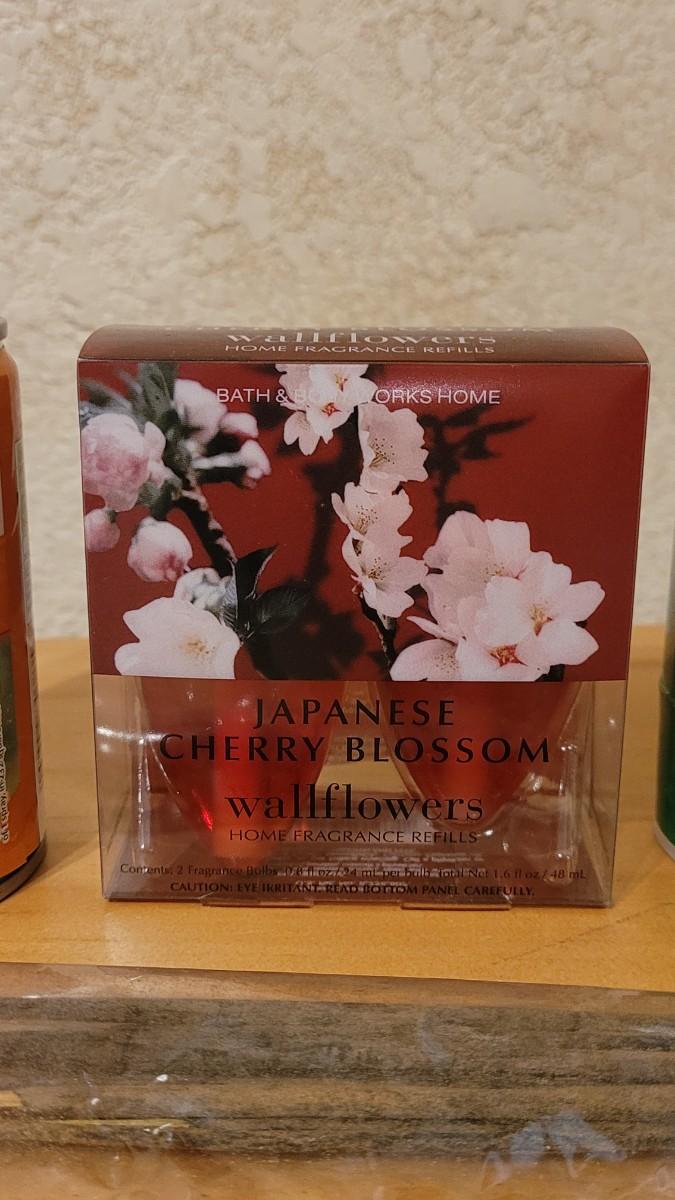 wallflowers
HOME FRAGRANCE REFILLS
BATH & BODY WORKS HOME
JAPANESE
CHERRY BLOSSOM
wallflowers
HOME FRAGRANCE REFILLS
Contents: 2 Fragrance Bulbs 0.8 fl oz / 24 mL per bulb Total Net 1.6 fl oz / 48 mL
CAUTION: EYE IRRITANT. READ BOTTOM PANEL CAREFULLY.